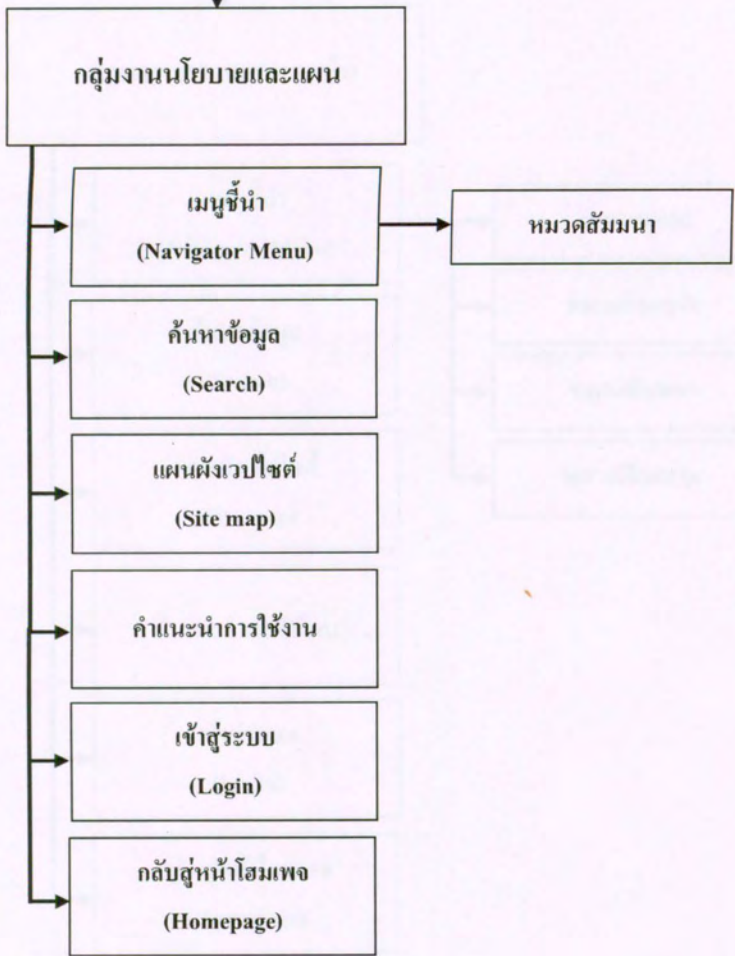 กลุ่มงานนโยบายและแผน
เมนูชี้นำ
(Navigator Menu)
หมวดสัมมนา
ค้นหาข้อมูล
(Search)
แผนผังเวปไซต์
(Site map)
คำแนะนำการใช้งาน
เข้าสู่ระบบ
(Login)
กลับสู่หน้าโฮมเพจ
(Homepage)